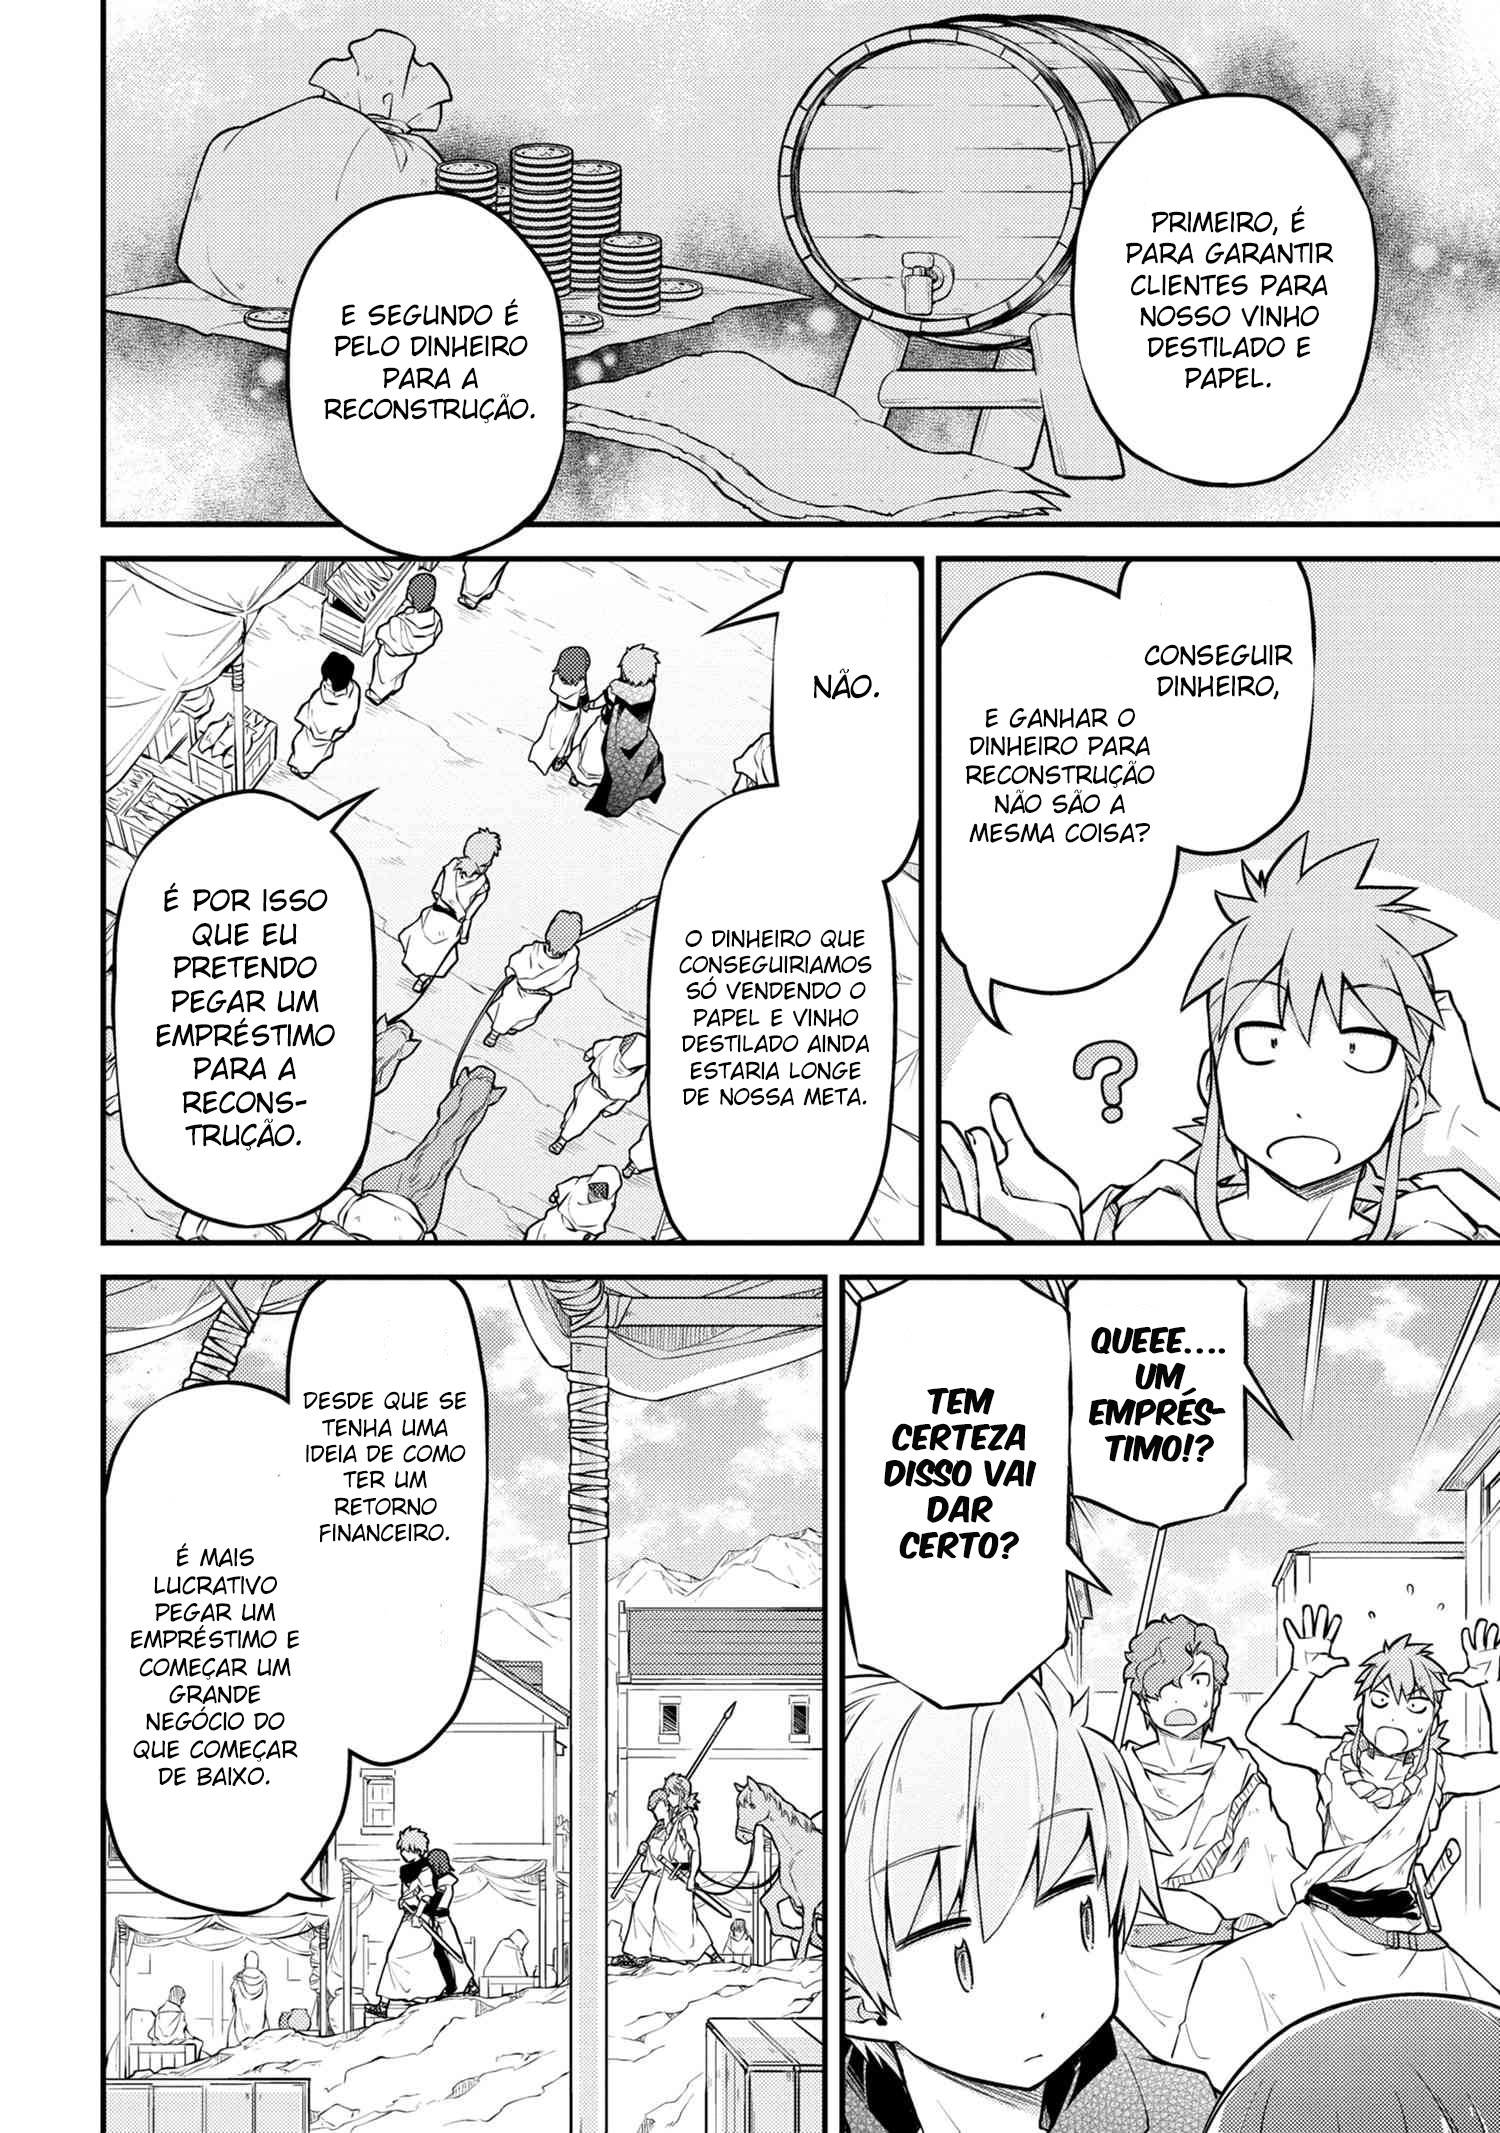 PRIMEIRO, É
PARA GARANTIR
CLIENTES PARA
NOSSO VINHO
DESTILADO E
PAPEL.
E SEGUNDO É
PELO DINHEIRO
PARA A
RECONSTRUÇÃO.
CONSEGUIR
DINHEIRO,
E GANHAR O
DINHEIRO PARA
RECONSTRUÇÃO
NÃO SÃO A
MESMA COISA?
?
NÃO.
O DINHEIRO QUE
CONSEGUIRIAMOS
SÓ VENDENDO O
PAPEL E VINHO
DESTILADO AINDA
ESTARIA LONGE
DE NOSSA META.
É POR ISSO
QUE EU
PRETENDO
PEGAR UM
EMPRÉSTIMO
PARA A
RECONS-
TRUÇÃO.
QUEEE....
UM
EMPRÉS-
TIMO!?
TEM
CERTEZA
DISSO VAI
DAR
CERTO?
DESDE QUE SE
TENHA UMA
IDEIA DE COMO
TER UM
RETORNO
FINANCEIRO.
É MAIS
LUCRATIVO
PEGAR UM
EMPRÉSTIMO E
COMEÇAR UM
GRANDE
NEGÓCIO DO
QUE COMEÇAR
DE BAIXO.